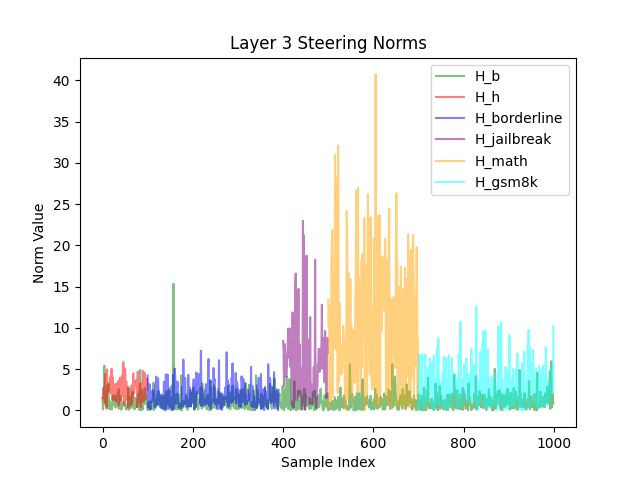 Layer 3 Steering Norms
H_b
H_h
H_borderline
H_jailbreak
H_math
H_gsm8k
Norm Value
40
35
30
25
20
15
10
5
0
0 200 400 600 800 1000
Sample Index